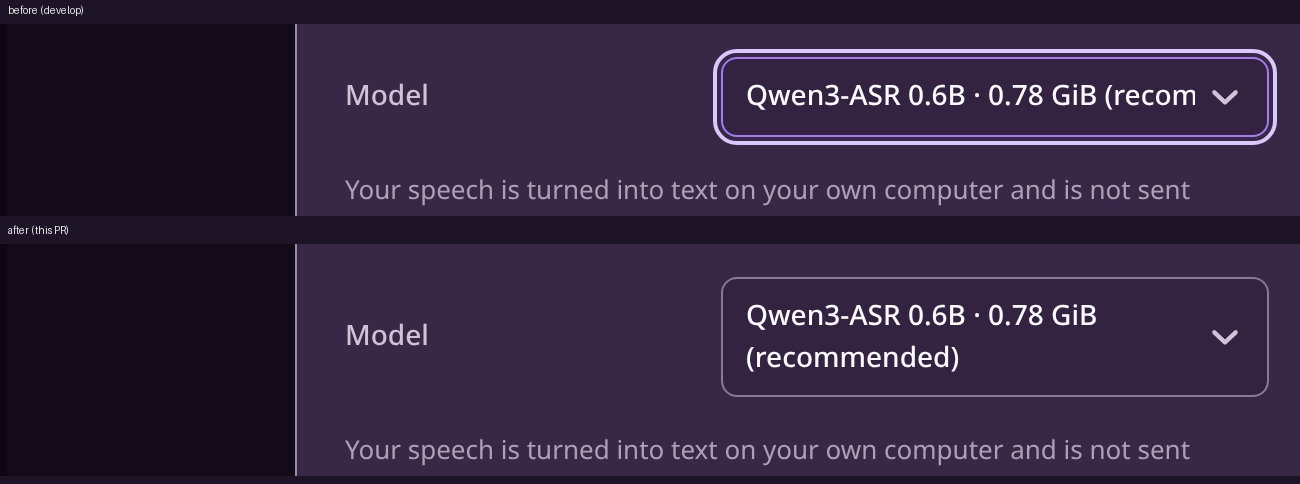 before (develop)
Model
Qwen3-ASR 0.6B · 0.78 GiB (recom
Your speech is turned into text on your own computer and is not sent
after (this PR)
Model
Qwen3-ASR 0.6B · 0.78 GiB
(recommended)
Your speech is turned into text on your own computer and is not sent